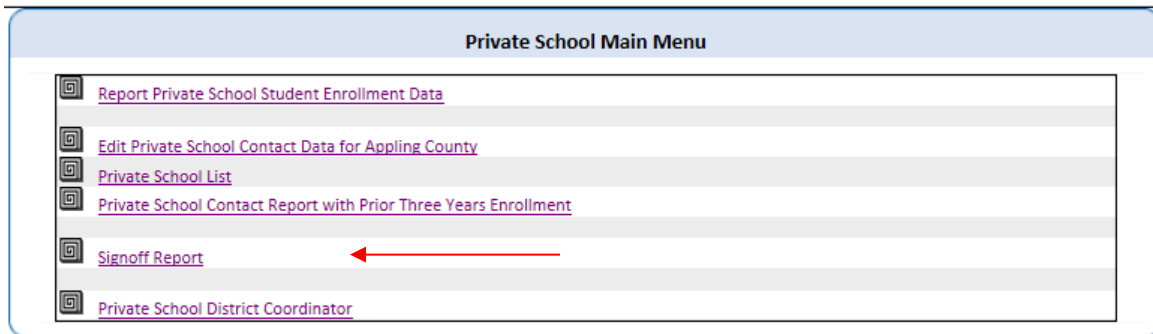 Private School Main Menu
Report Private School Student Enrollment Data
Edit Private School Contact Data for Appling County
Private School List
Private School Contact Report with Prior Three Years Enrollment
Signoff Report
Private School District Coordinator